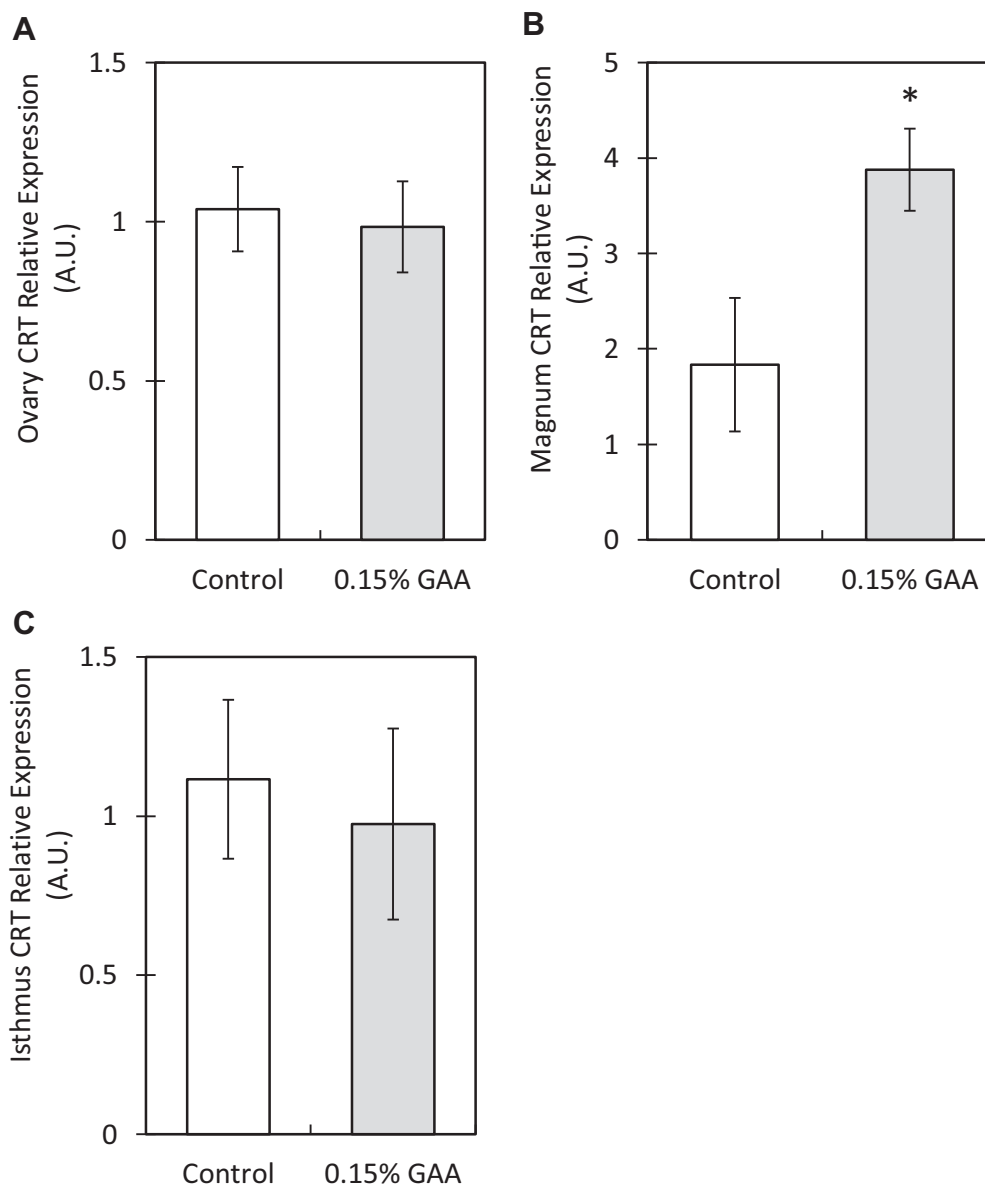 A
Ovary CRT Relative Expression
(A.U.)
1.5
1
0.5
0
Control
0.15% GAA
B
Magnum CRT Relative Expression
(A.U.)
5
4
3
2
1
0
*
Control
0.15% GAA
C
Isthmus CRT Relative Expression
(A.U.)
1.5
1
0.5
0
Control
0.15% GAA